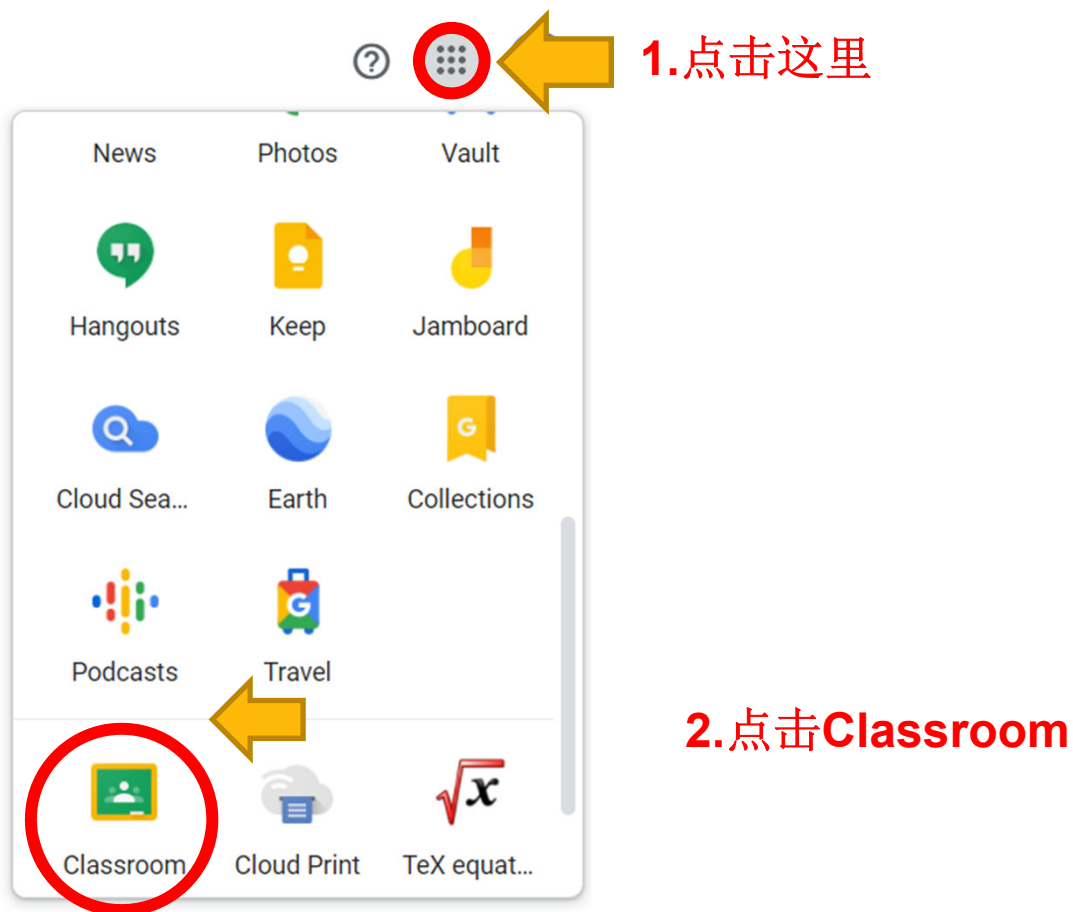 1.点击这里
News Photos Vault
Hangouts Keep Jamboard
Cloud Sea... Earth Collections
Podcasts Travel
2.点击Classroom
Classroom Cloud Print TeX equat...